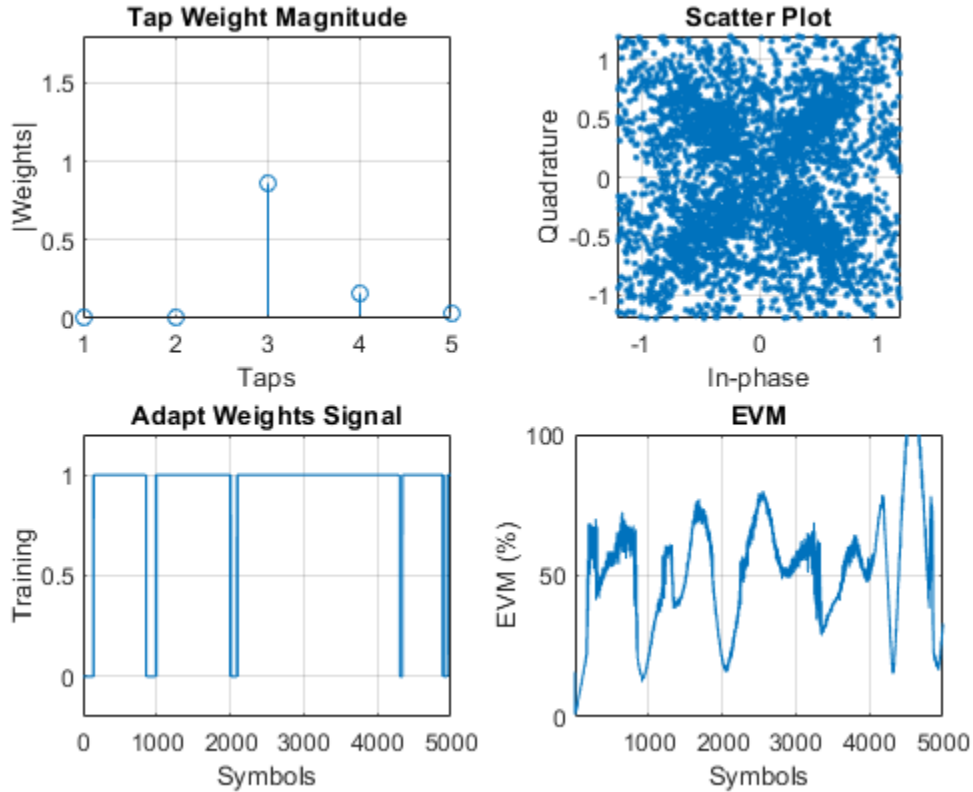 Tap Weight Magnitude
1.5
1
0.5
0
|Weights|
1 2 3 4 5
Taps
Scatter Plot
1
0.5
0
-0.5
-1
Quadrature
-1 0 1
In-phase
Adapt Weights Signal
1
0.5
0
Training
0 1000 2000 3000 4000 5000
Symbols
EVM
100
50
0
EVM (%)
1000 2000 3000 4000 5000
Symbols